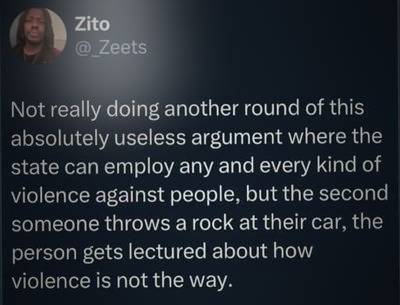 Zito
@_Zeets
Not really doing another round of this
absolutely useless argument where the
state can employ any and every kind of
violence against people, but the second
someone throws a rock at their car, the
person gets lectured about how
violence is not the way.